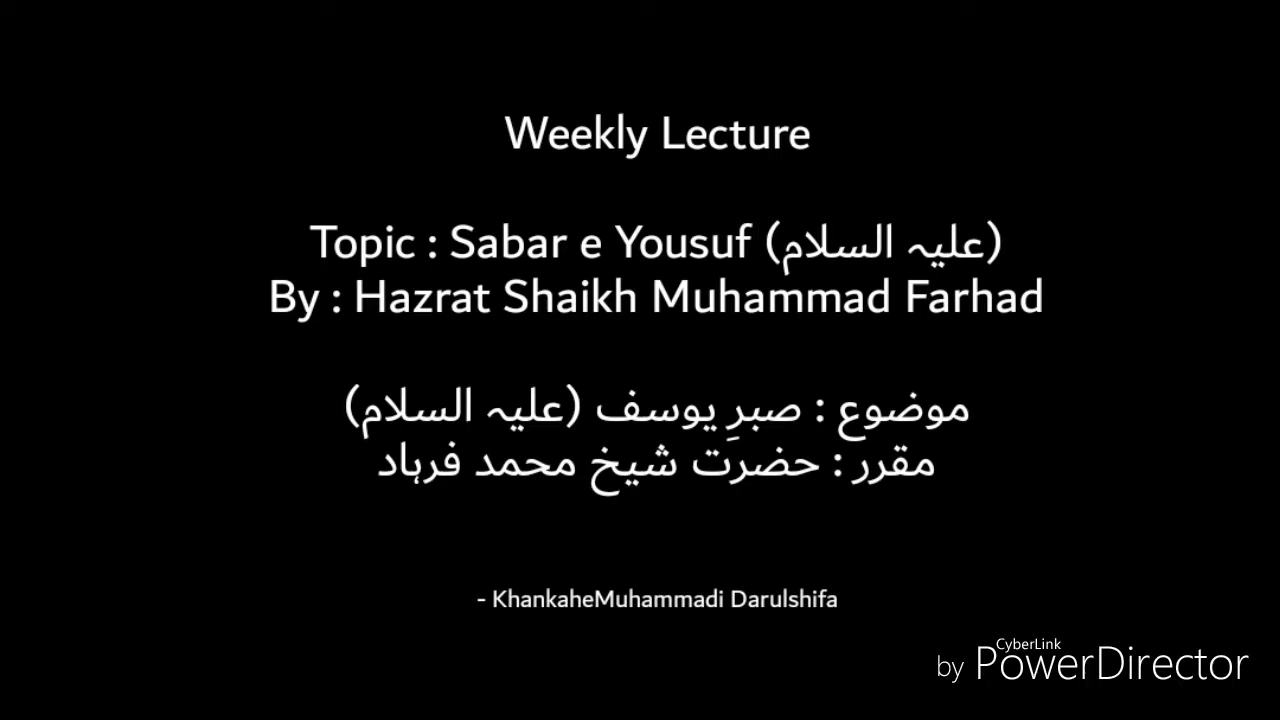 Weekly Lecture
Topic : Sabar e Yousuf (علیہ السلام)
By : Hazrat Shaikh Muhammad Farhad
موضوع : صبرِ یوسف (علیہ السلام)
مقرر : حضرت شیخ محمد فرہاد
- KhankaheMuhammadi Darulshifa
CyberLink
by PowerDirector